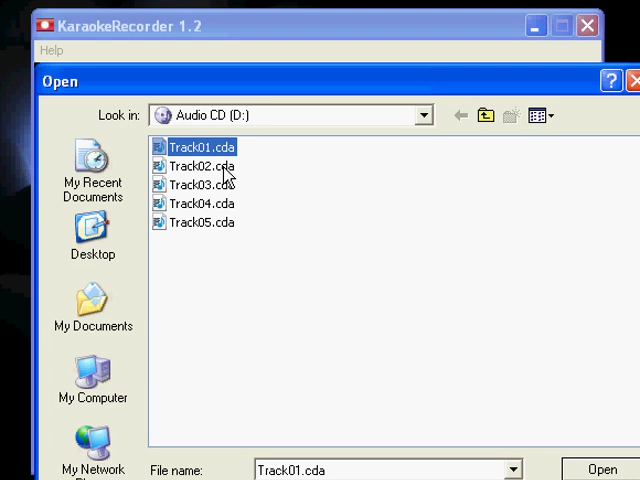 KaraokeRecorder 1.2
Help
Open
Look in:
Audio CD (D:)
Track01.cda
Track02.cda
Track03.cda
Track04.cda
Track05.cda
My Recent
Documents
Desktop
My Documents
My Computer
My Network
File name:
Track01.cda
Open